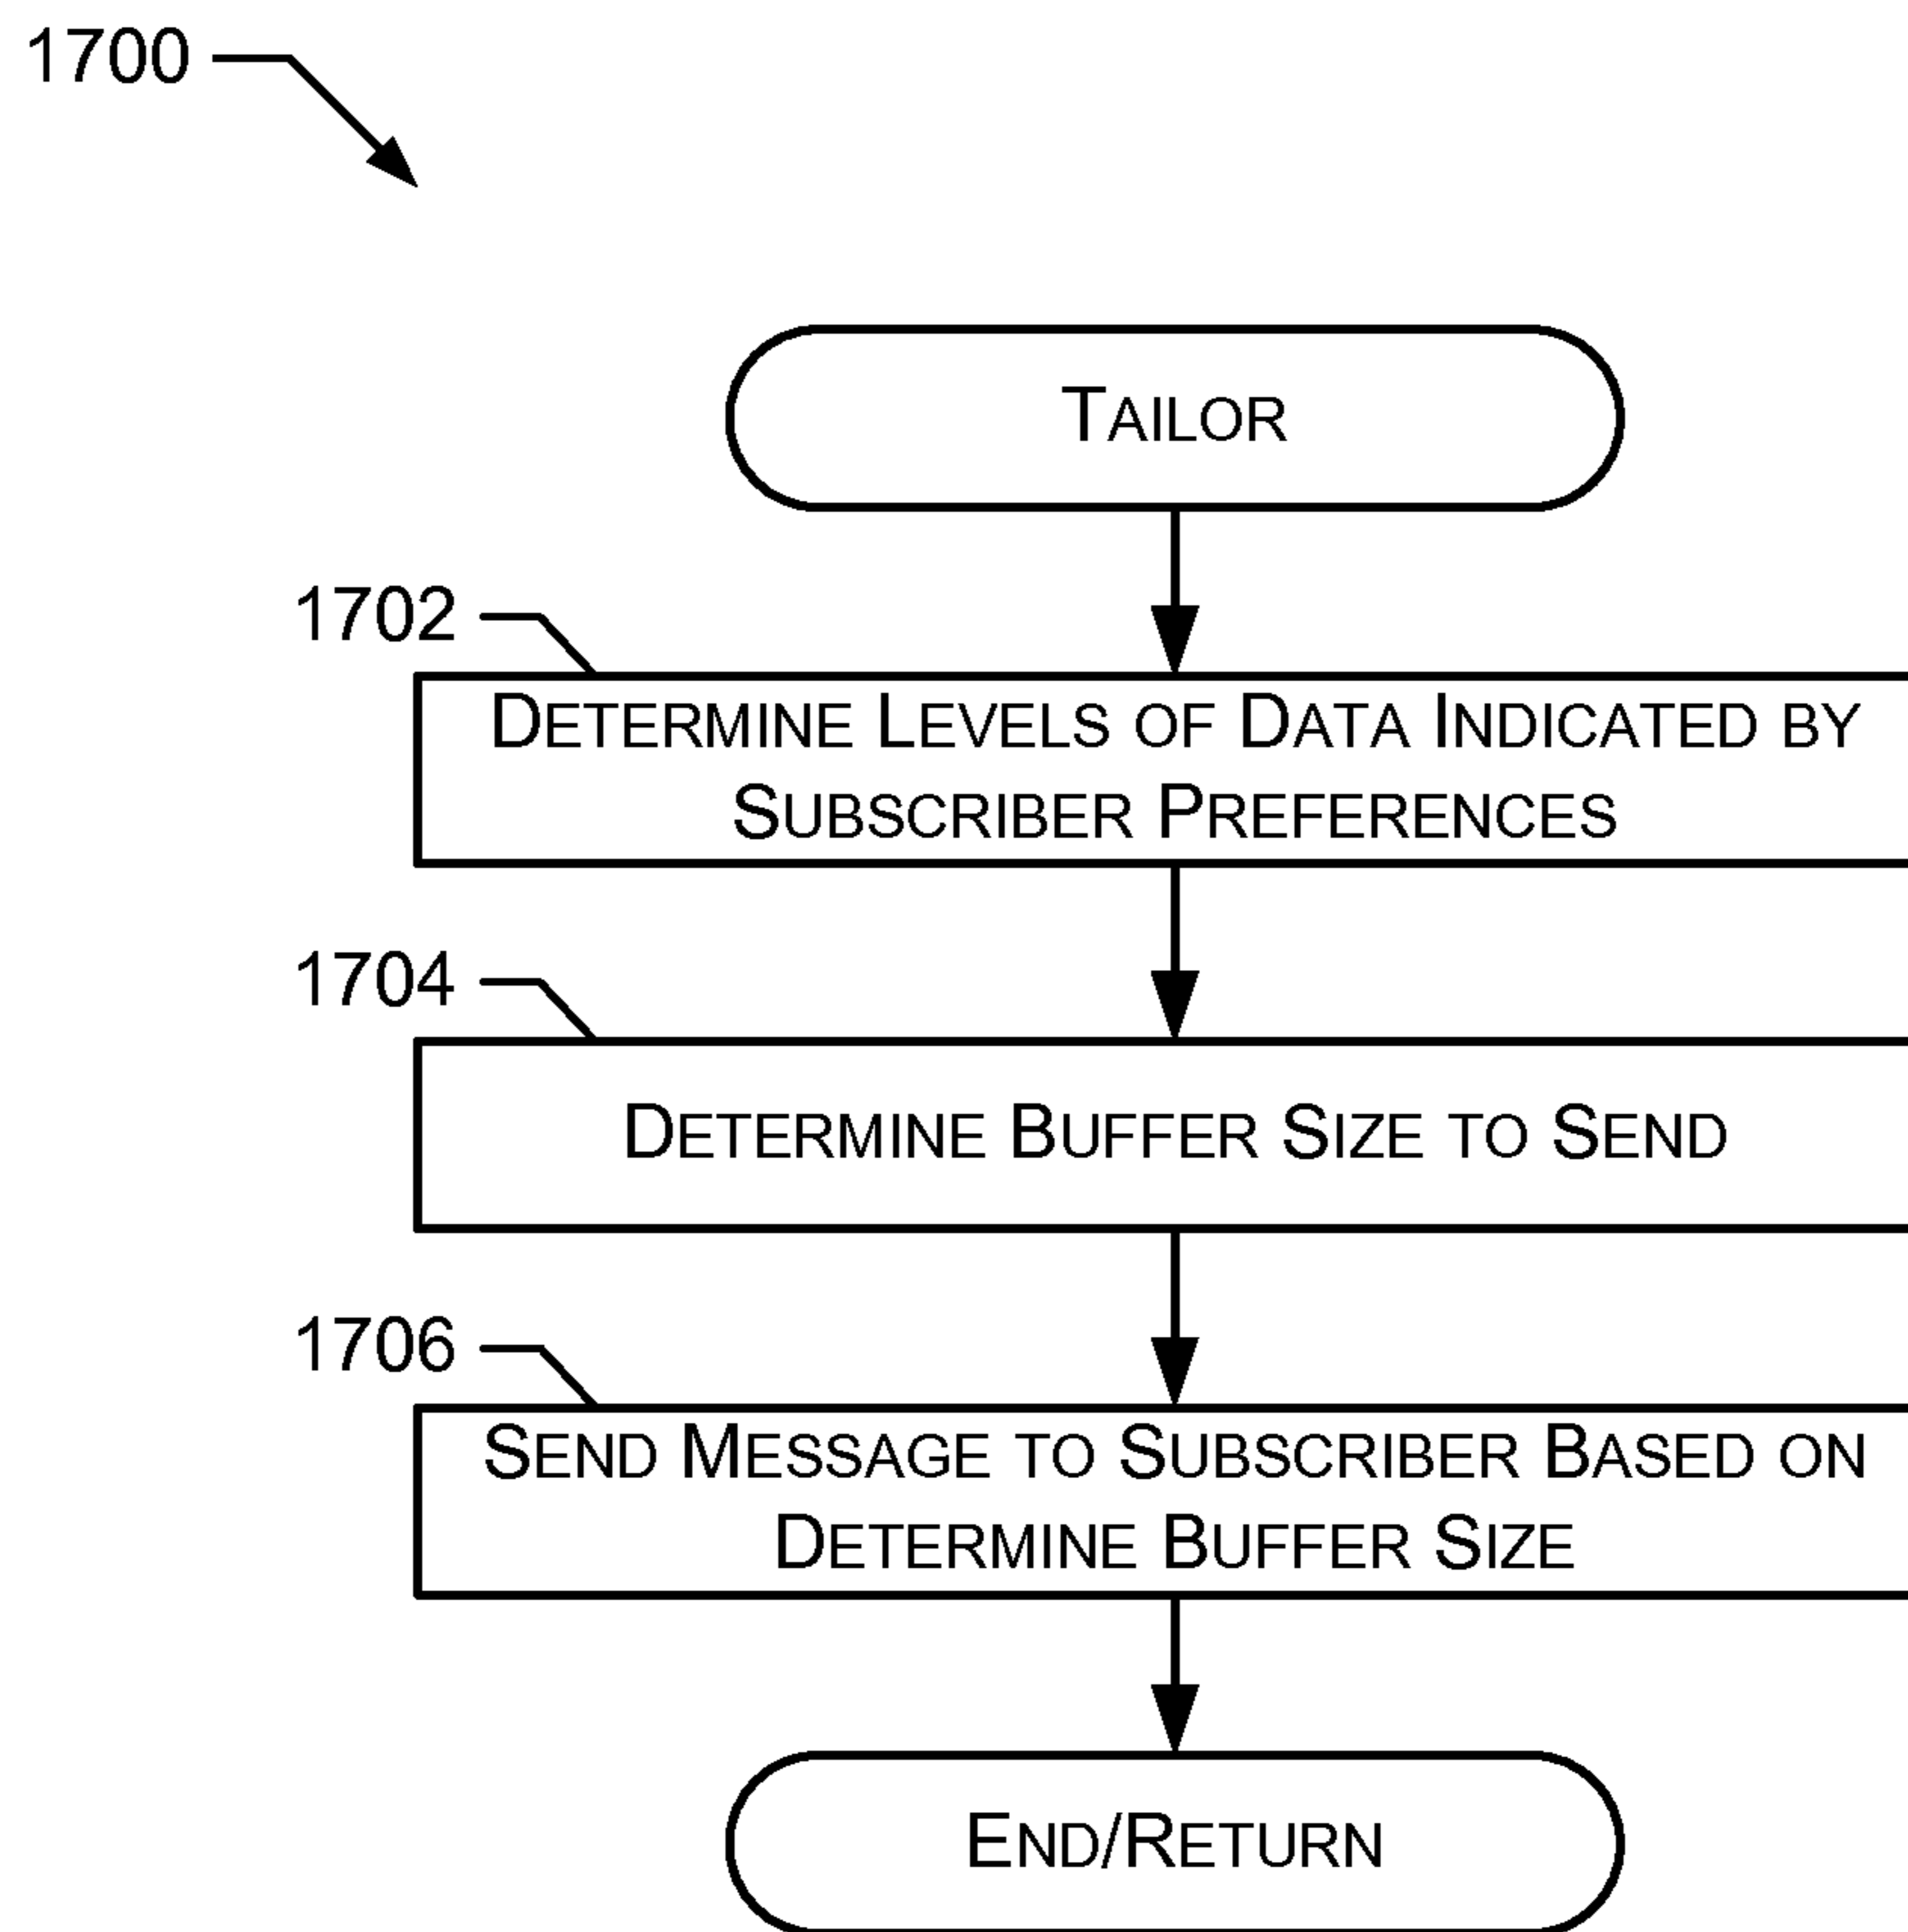 1700
TAILOR
1702
DETERMINE LEVELS OF DATA INDICATED BY
SUBSCRIBER PREFERENCES
1704
DETERMINE BUFFER SIZE TO SEND
1706
SEND MESSAGE TO SUBSCRIBER BASED ON
DETERMINE BUFFER SIZE
END/RETURN